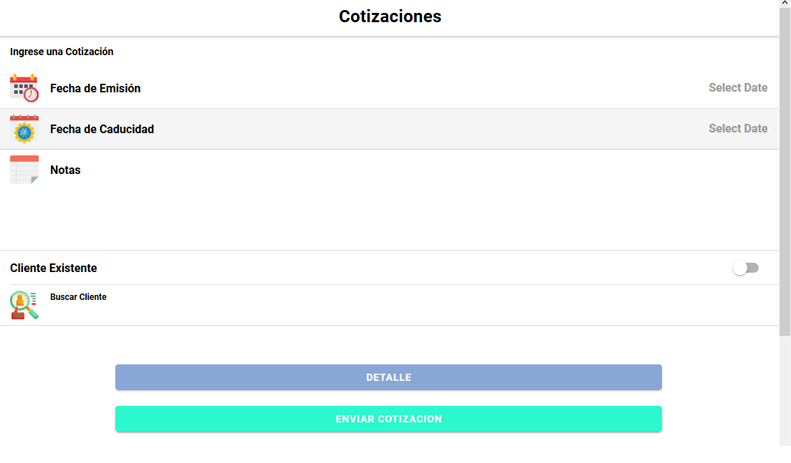 Cotizaciones
Ingrese una Cotización
Fecha de Emisión Select Date
Fecha de Caducidad Select Date
Notas
Cliente Existente
Buscar Cliente
DETALLE
ENVIAR COTIZACION